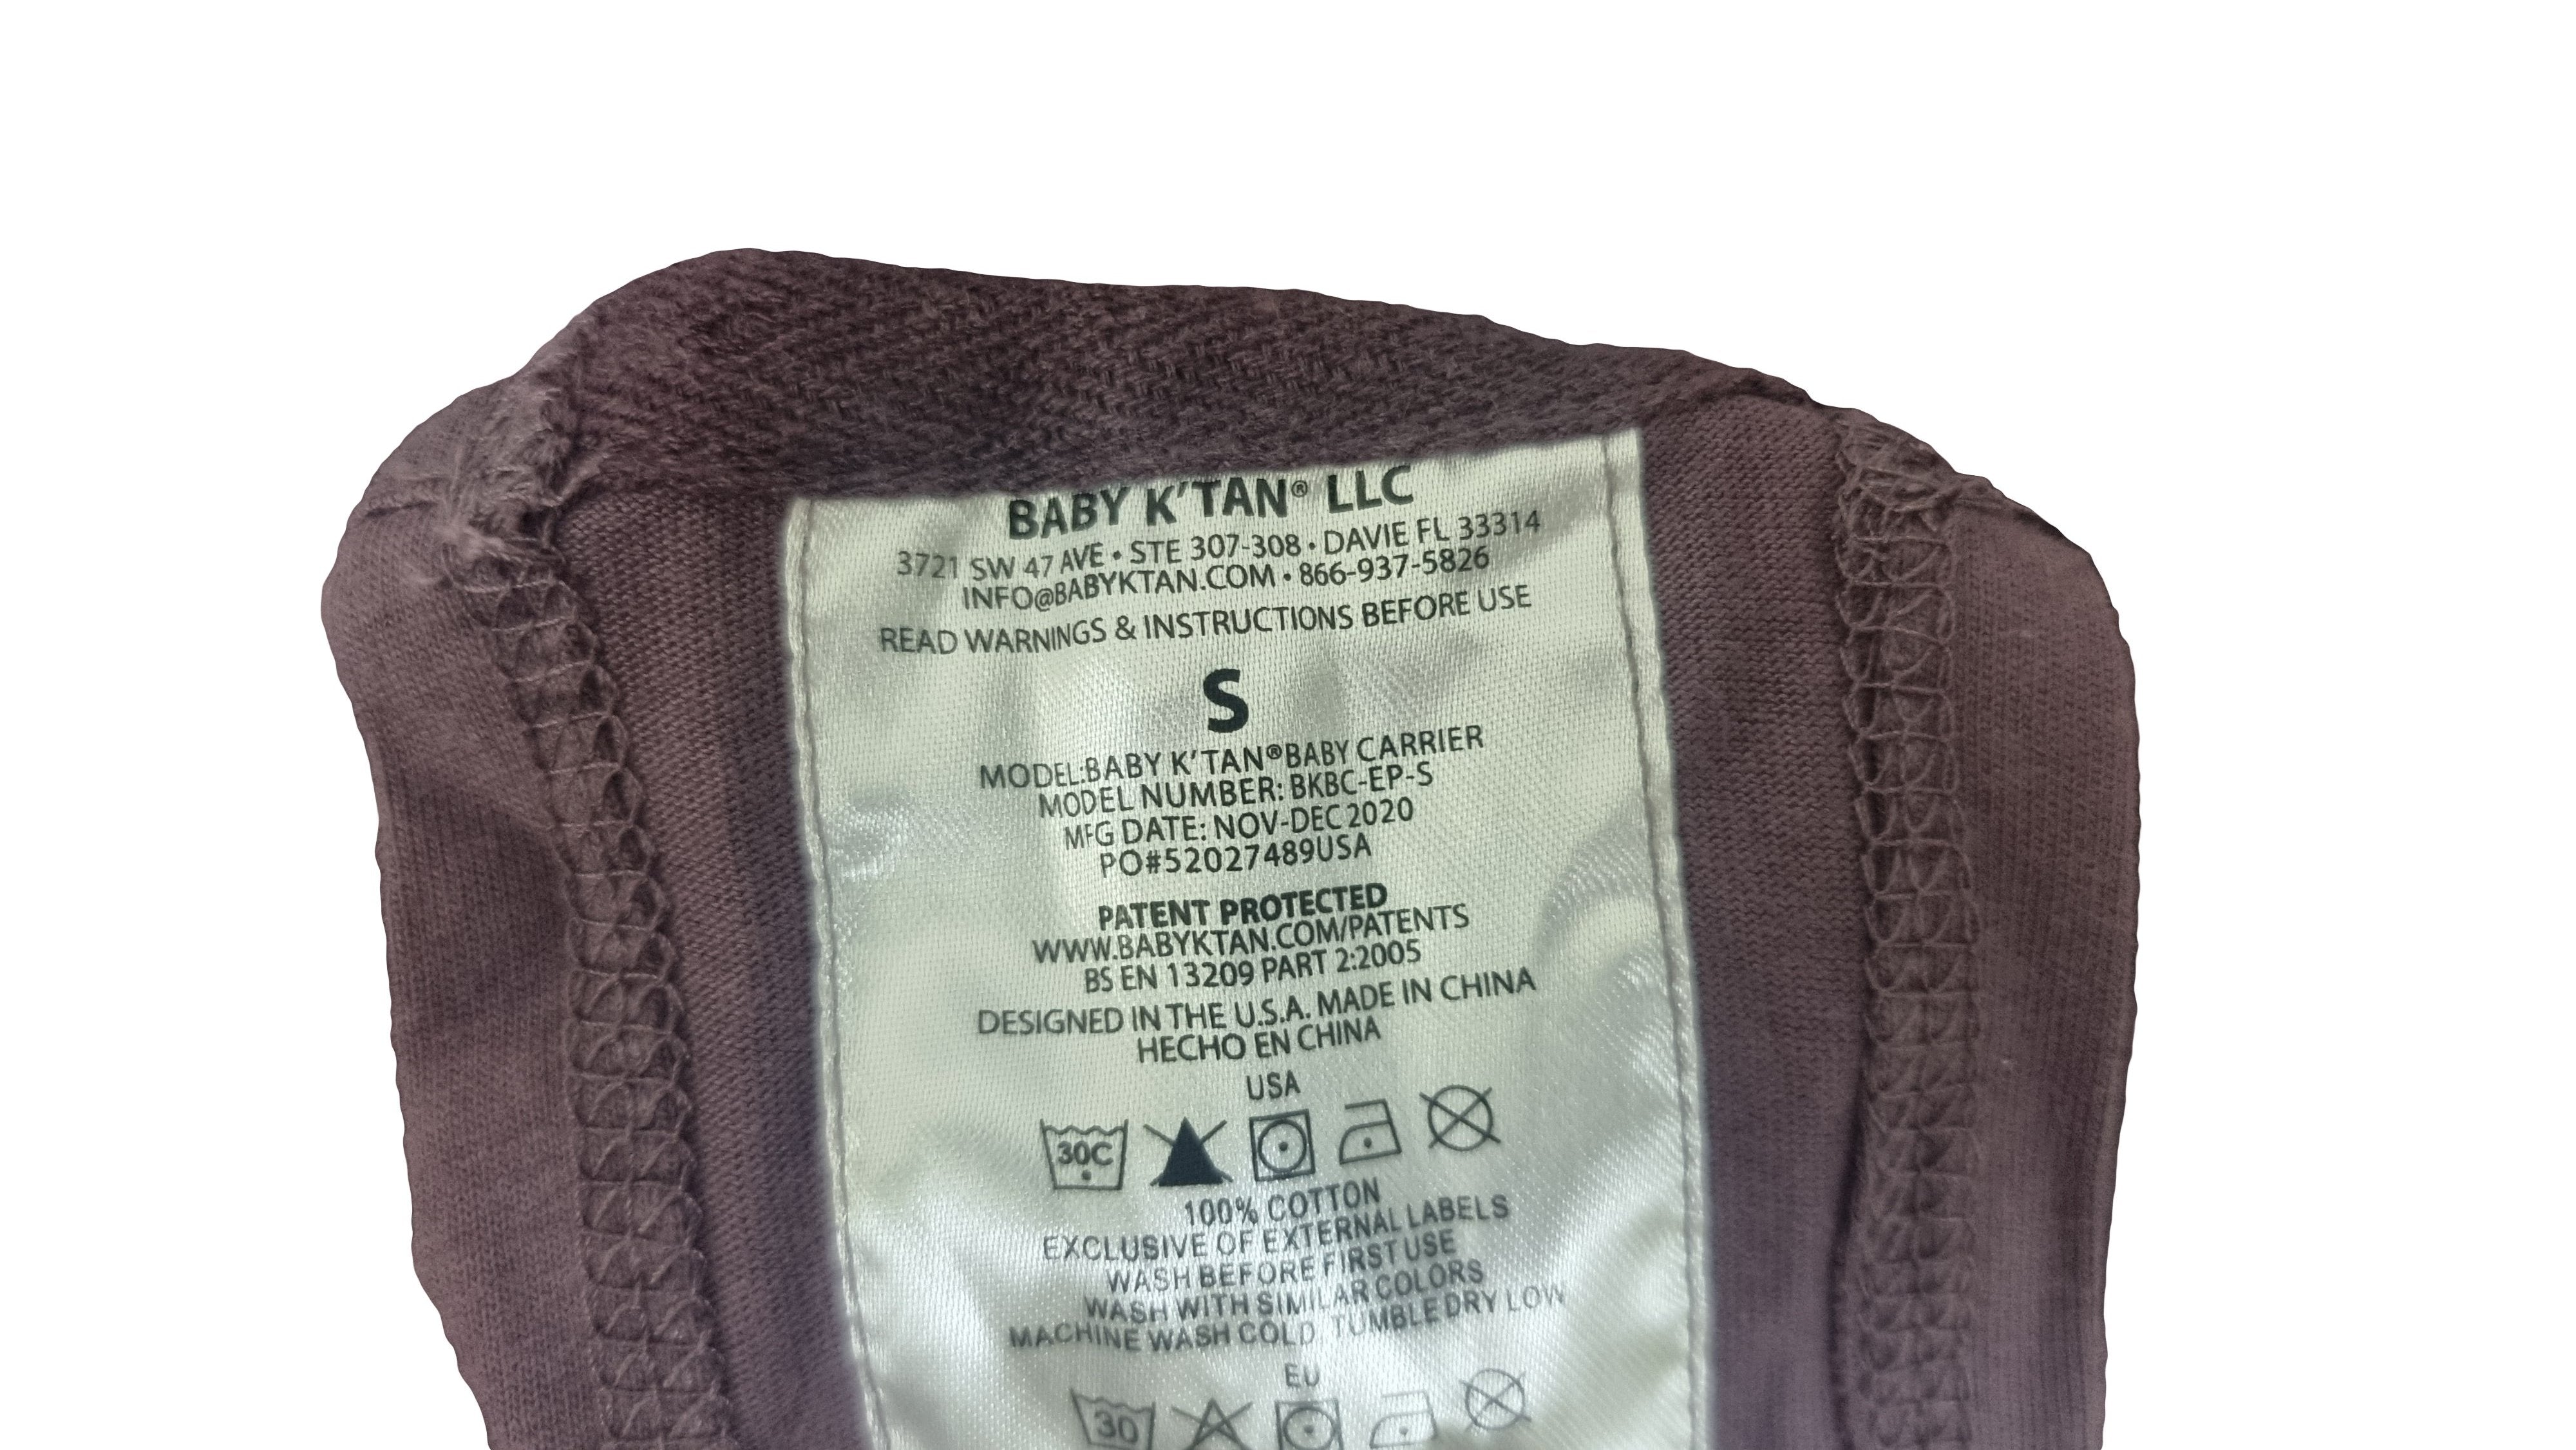 BABY K'TAN® LLC
3721 SW 47 AVE • STE 307-308 • DAVIE FL 33314
INFO@BABYKTAN.COM • 866-937-5826
READ WARNINGS & INSTRUCTIONS BEFORE USE
S
MODEL:BABY K'TAN®BABY CARRIER
MODEL NUMBER: BKBC-EP-S
MFG DATE: NOV-DEC 2020
PO#52027489USA
PATENT PROTECTED
WWW.BABYKTAN.COM/PATENTS
BS EN 13209 PART 2:2005
DESIGNED IN THE U.S.A. MADE IN CHINA
HECHO EN CHINA
USA
30C
100% COTTON
EXCLUSIVE OF EXTERNAL LABELS
WASH BEFORE FIRST USE
WASH WITH SIMILAR COLORS
MACHINE WASH COLD, TUMBLE DRY LOW
EU
30